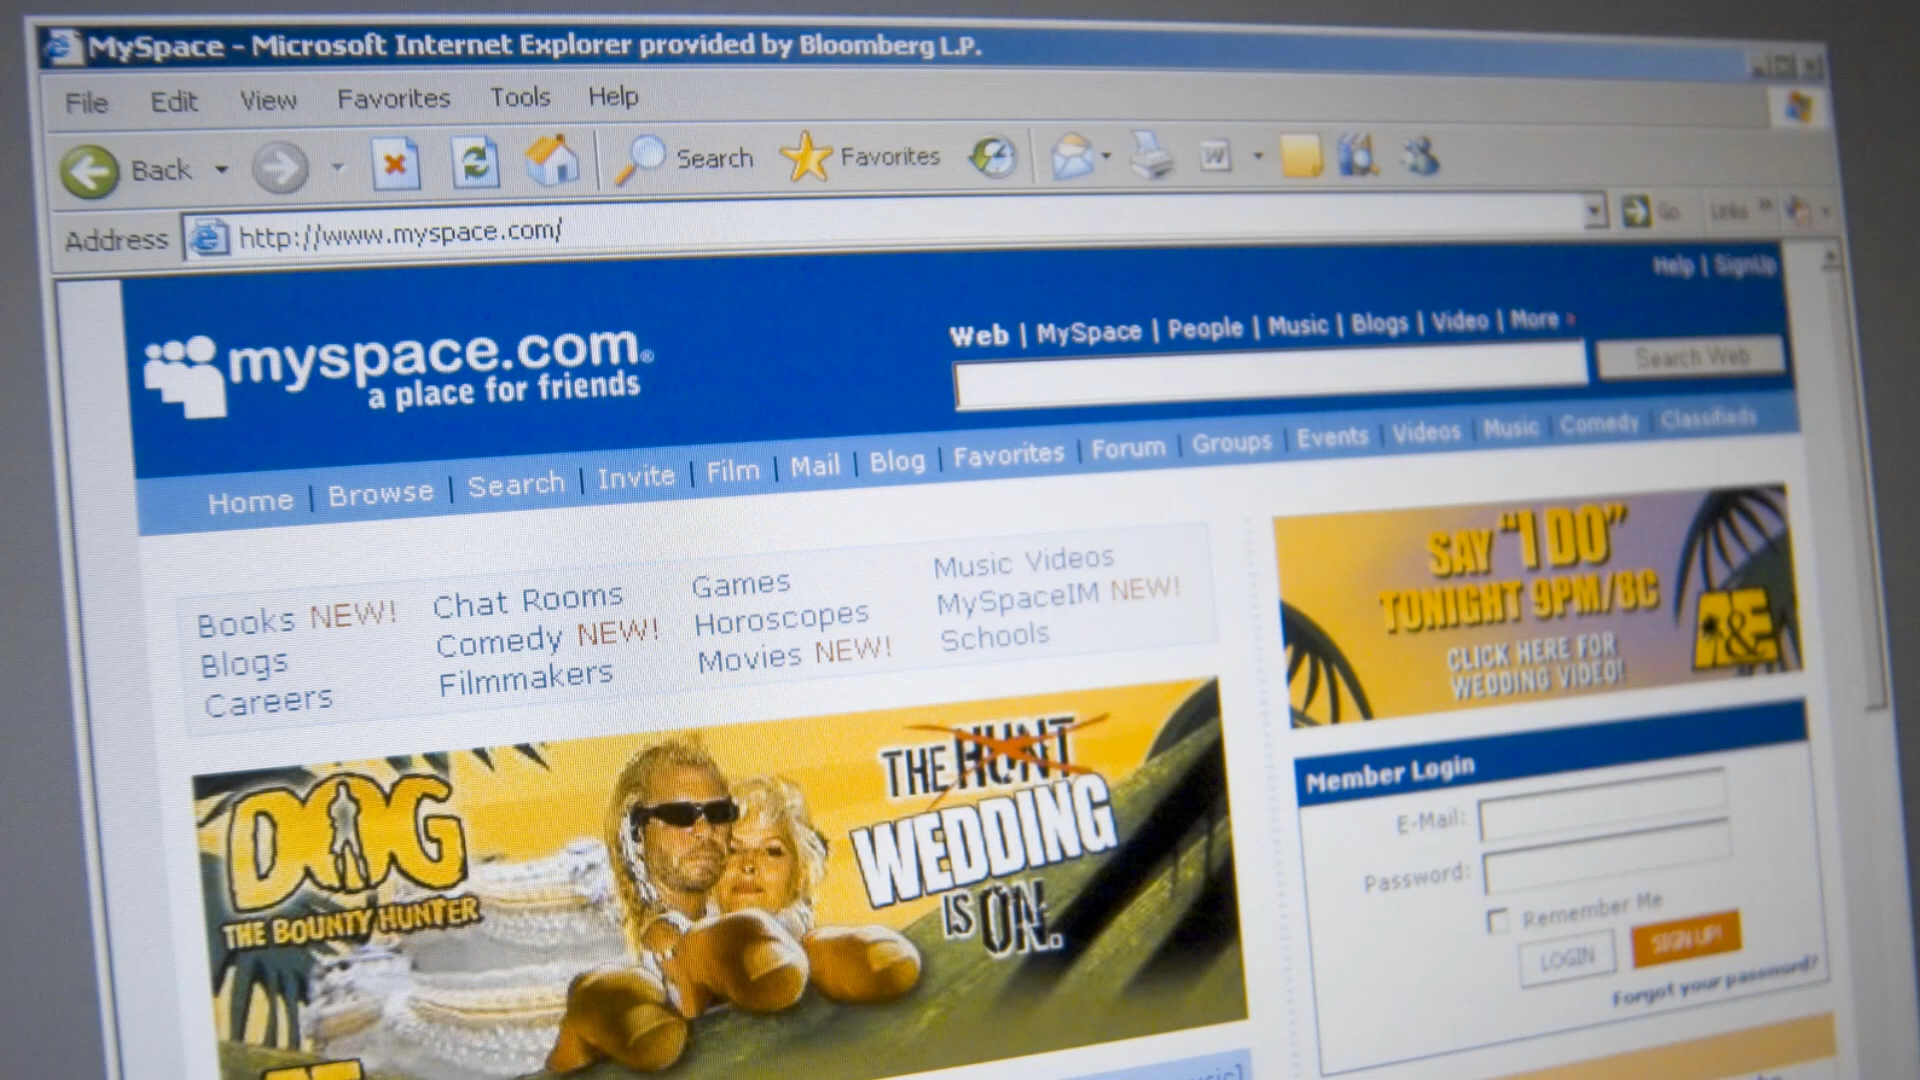 MySpace - Microsoft Internet Explorer provided by Bloomberg L.P.
File Edit View Favorites Tools Help
Back Search Favorites
Address http://www.myspace.com/ Go Links
Help | SignUp
myspace.com®
a place for friends
Web | MySpace | People | Music | Blogs | Video | More
Search Web
Home | Browse | Search | Invite | Film | Mail | Blog | Favorites | Forum | Groups | Events | Videos | Music | Comedy | Classifieds
Books NEW! Chat Rooms Games Music Videos
Blogs Comedy NEW! Horoscopes MySpaceIM NEW!
Careers Filmmakers Movies NEW! Schools
SAY "I DO"
TONIGHT 9PM/8C
CLICK HERE FOR
WEDDING VIDEO!
A&E
DOG
THE BOUNTY HUNTER
THE HUNT
WEDDING
IS ON.
Member Login
E-Mail:
Password:
Remember Me
LOGIN SIGN UP!
Forgot your password?